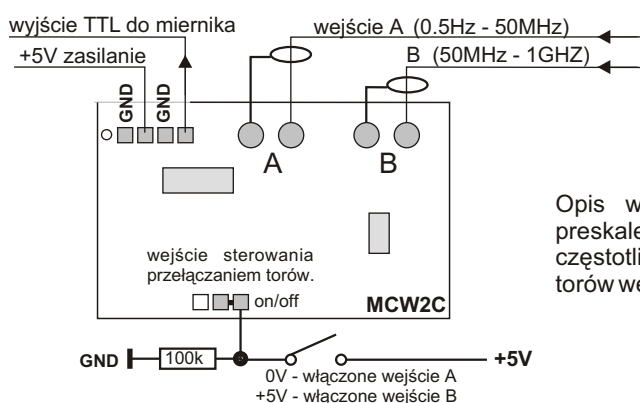 wyjście TTL do miernika
wejście A (0.5Hz - 50MHz)
+5V zasilanie
B (50MHz - 1GHZ)
GND
GND
A
B
Opis w
preskale
częstotli
torów we
wejście sterowania
przełączaniem torów.
on/off
MCW2C
GND
100k
+5V
0V - włączone wejście A
+5V - włączone wejście B